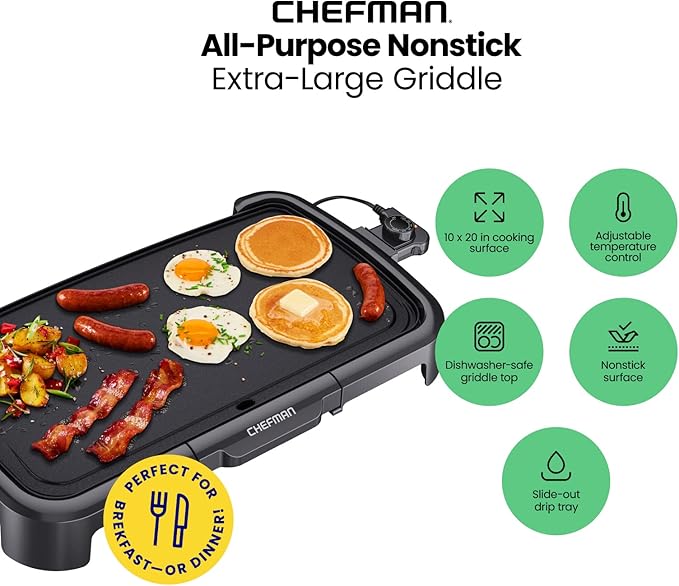 CHEFMAN.
All-Purpose Nonstick
Extra-Large Griddle
10 x 20 in cooking
surface
Adjustable
temperature
control
Dishwasher-safe
griddle top
Nonstick
surface
Slide-out
drip tray
CHEFMAN
PERFECT FOR
BREKFAST—OR DINNER!